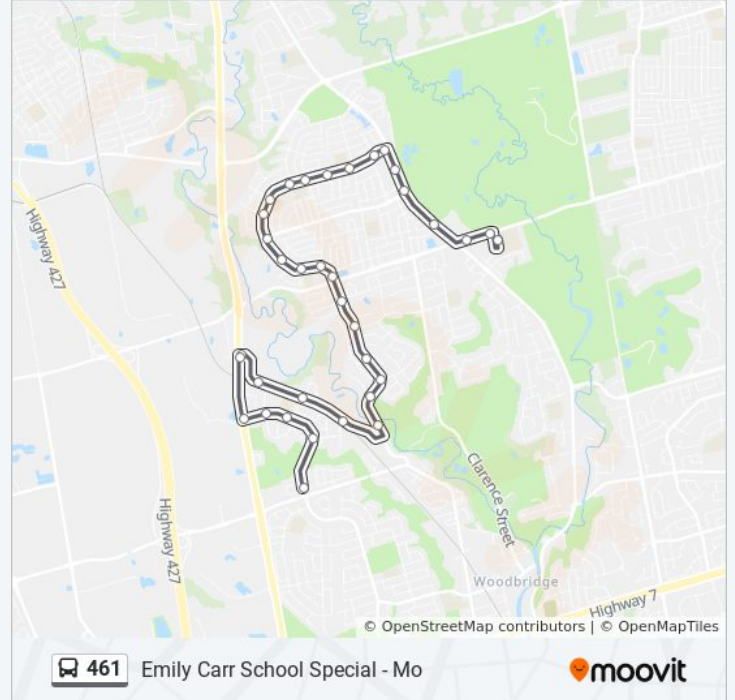 Highway 427
Highway 427
Clarence Street
Woodbridge
Highway 7
© OpenStreetMap contributors | © OpenMapTiles
461 Emily Carr School Special - Mo
moovit